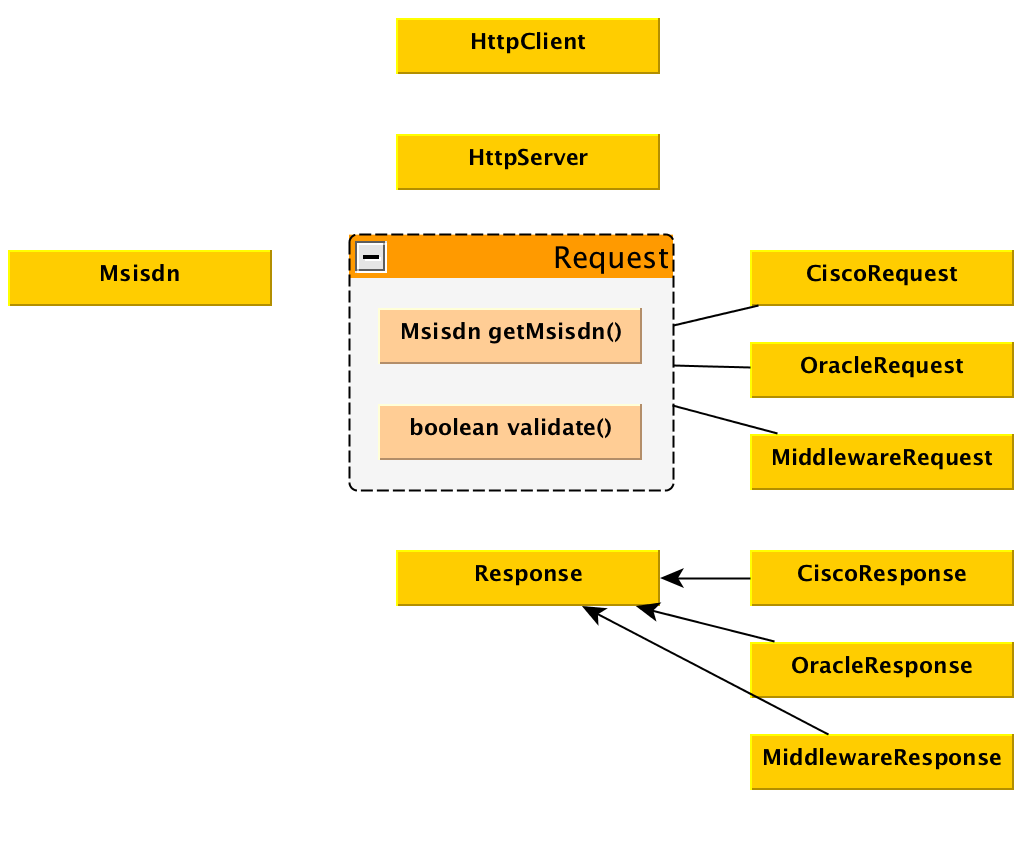 HttpClient
HttpServer
Msisdn
Request
Msisdn getMsisdn()
boolean validate()
CiscoRequest
OracleRequest
MiddlewareRequest
Response
CiscoResponse
OracleResponse
MiddlewareResponse